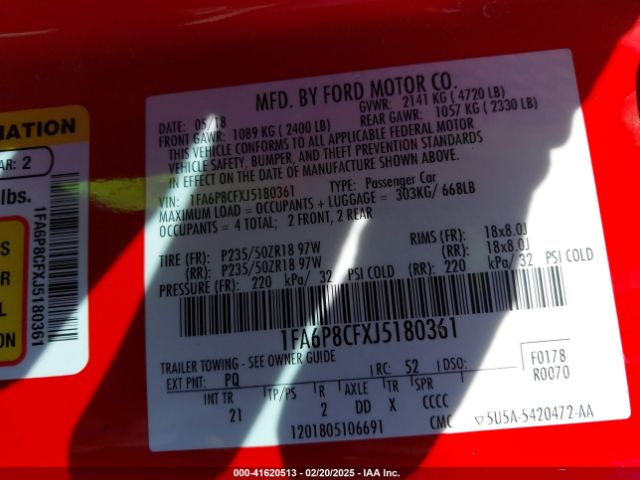 MFD. BY FORD MOTOR CO.
DATE: 05/18
GVWR: 2141 KG (4720 LB)
FRONT GAWR: 1089 KG (2400 LB)
REAR GAWR: 1057 KG (2330 LB)
THIS VEHICLE CONFORMS TO ALL APPLICABLE FEDERAL MOTOR
VEHICLE SAFETY, BUMPER, AND THEFT PREVENTION STANDARDS
IN EFFECT ON THE DATE OF MANUFACTURE SHOWN ABOVE.
VIN: 1FA6P8CFXJ5180361 TYPE: Passenger Car
MAXIMUM LOAD = OCCUPANTS + LUGGAGE = 303KG/ 668LB
OCCUPANTS = 4 TOTAL; 2 FRONT, 2 REAR
TIRE (FR): P235/50ZR18 97W RIMS (FR): 18x8.0J
(RR): P235/50ZR18 97W (RR): 18x8.0J
PRESSURE (FR): 220 kPa/ 32 PSI COLD (RR): 220 kPa/ 32 PSI COLD
1FA6P8CFXJ5180361
TRAILER TOWING - SEE OWNER GUIDE
EXT PNT: PQ RC: 52 DSO: F0178
R0070
INT TR TP/PS R AXLE TR SPR
21 2 DD X CCCC
1201805106691 CMC 5U5A-5420472-AA
MATION
AR: 2
lbs.
1FA6P8CFXJ5180361
S
R
L
ION
000-41620513 - 02/20/2025 - IAA Inc.